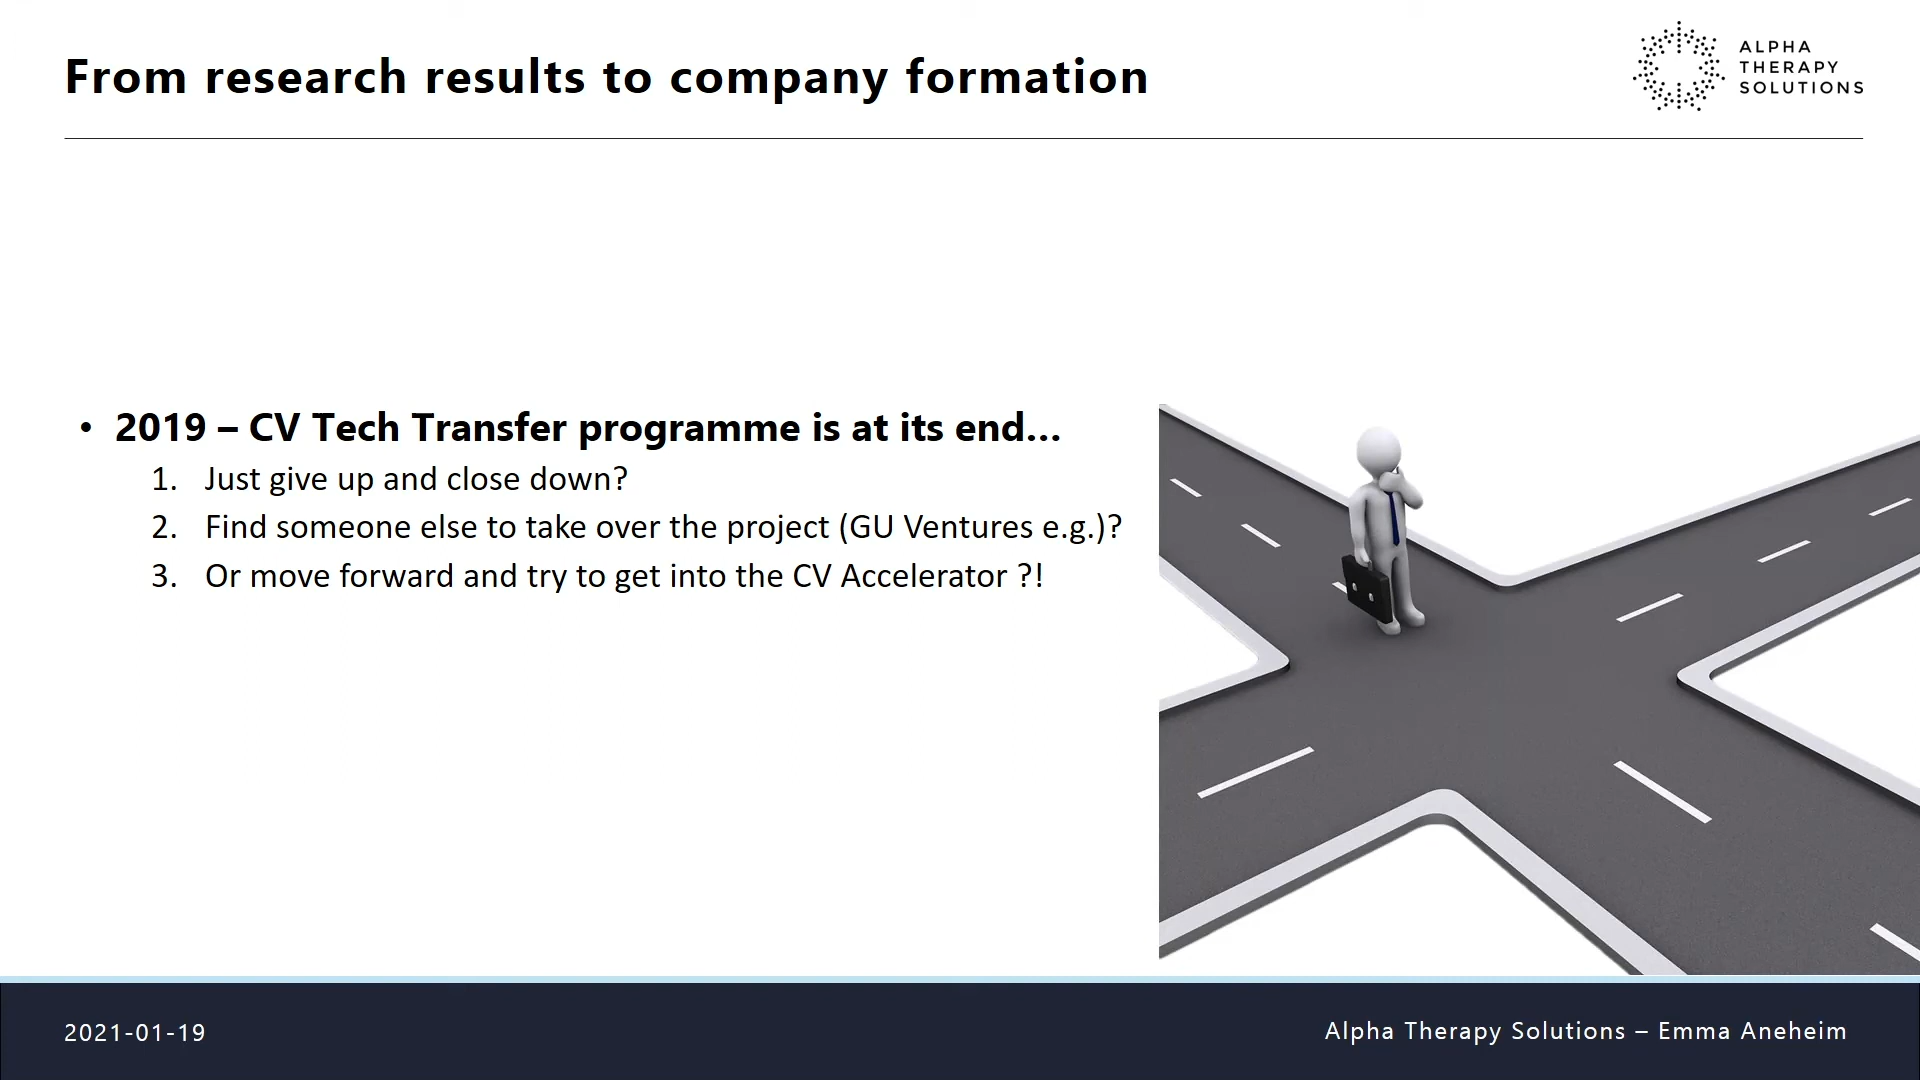 From research results to company formation
ALPHA
THERAPY
SOLUTIONS
• 2019 – CV Tech Transfer programme is at its end...
1. Just give up and close down?
2. Find someone else to take over the project (GU Ventures e.g.)?
3. Or move forward and try to get into the CV Accelerator ?!
2021-01-19
Alpha Therapy Solutions – Emma Aneheim